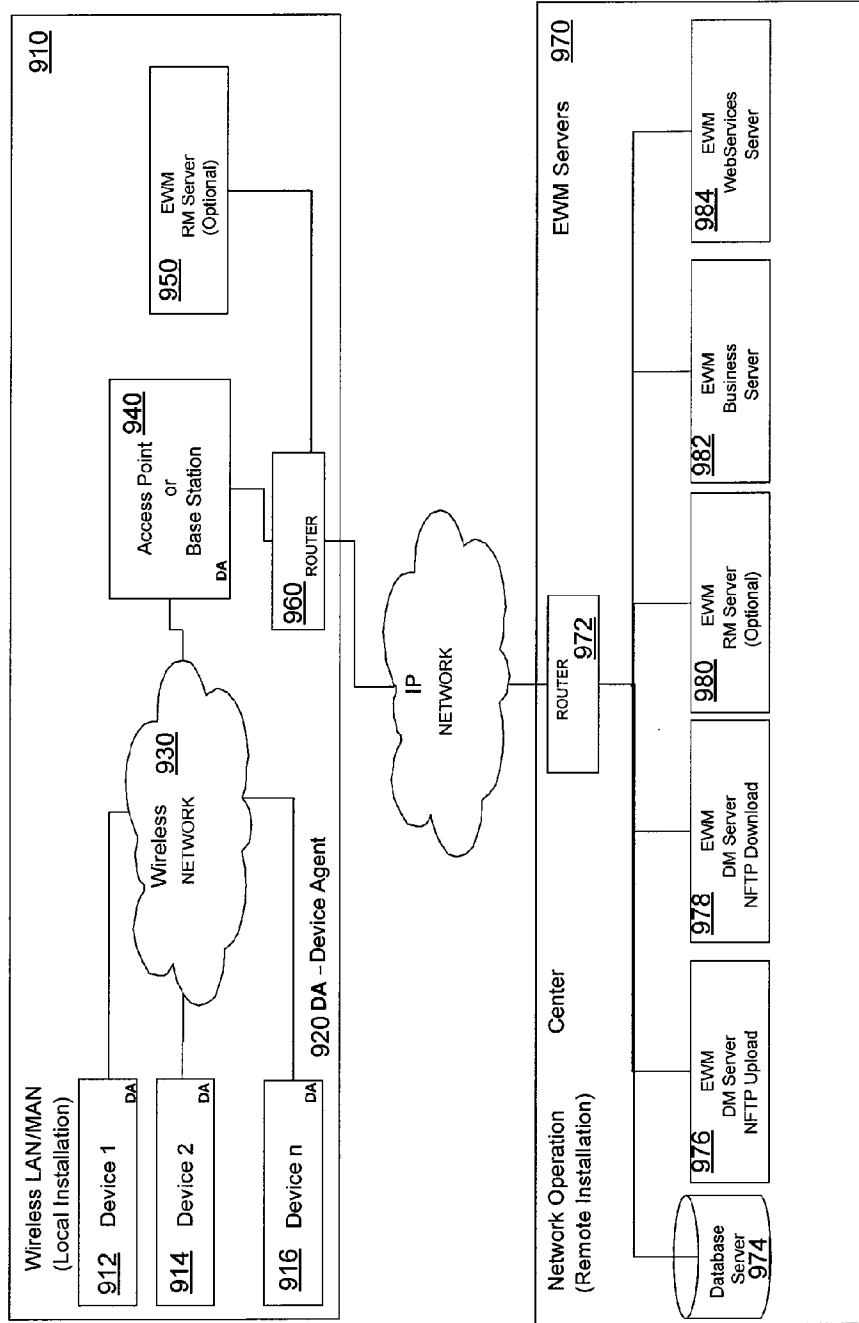 Wireless LAN/MAN
(Local Installation)
910
912
Device 1
DA
914
Device 2
DA
916
Device n
DA
920 DA – Device Agent
930
Wireless
NETWORK
940
Access Point
or
Base Station
DA
950
EWM
RM Server
(Optional)
960
ROUTER
IP
NETWORK
Network Operation Center
(Remote Installation)
EWM Servers
970
ROUTER
972
Database
Server
974
976
EWM
DM Server
NFTP Upload
978
EWM
DM Server
NFTP Download
980
EWM
RM Server
(Optional)
982
EWM
Business
Server
984
EWM
WebServices
Server